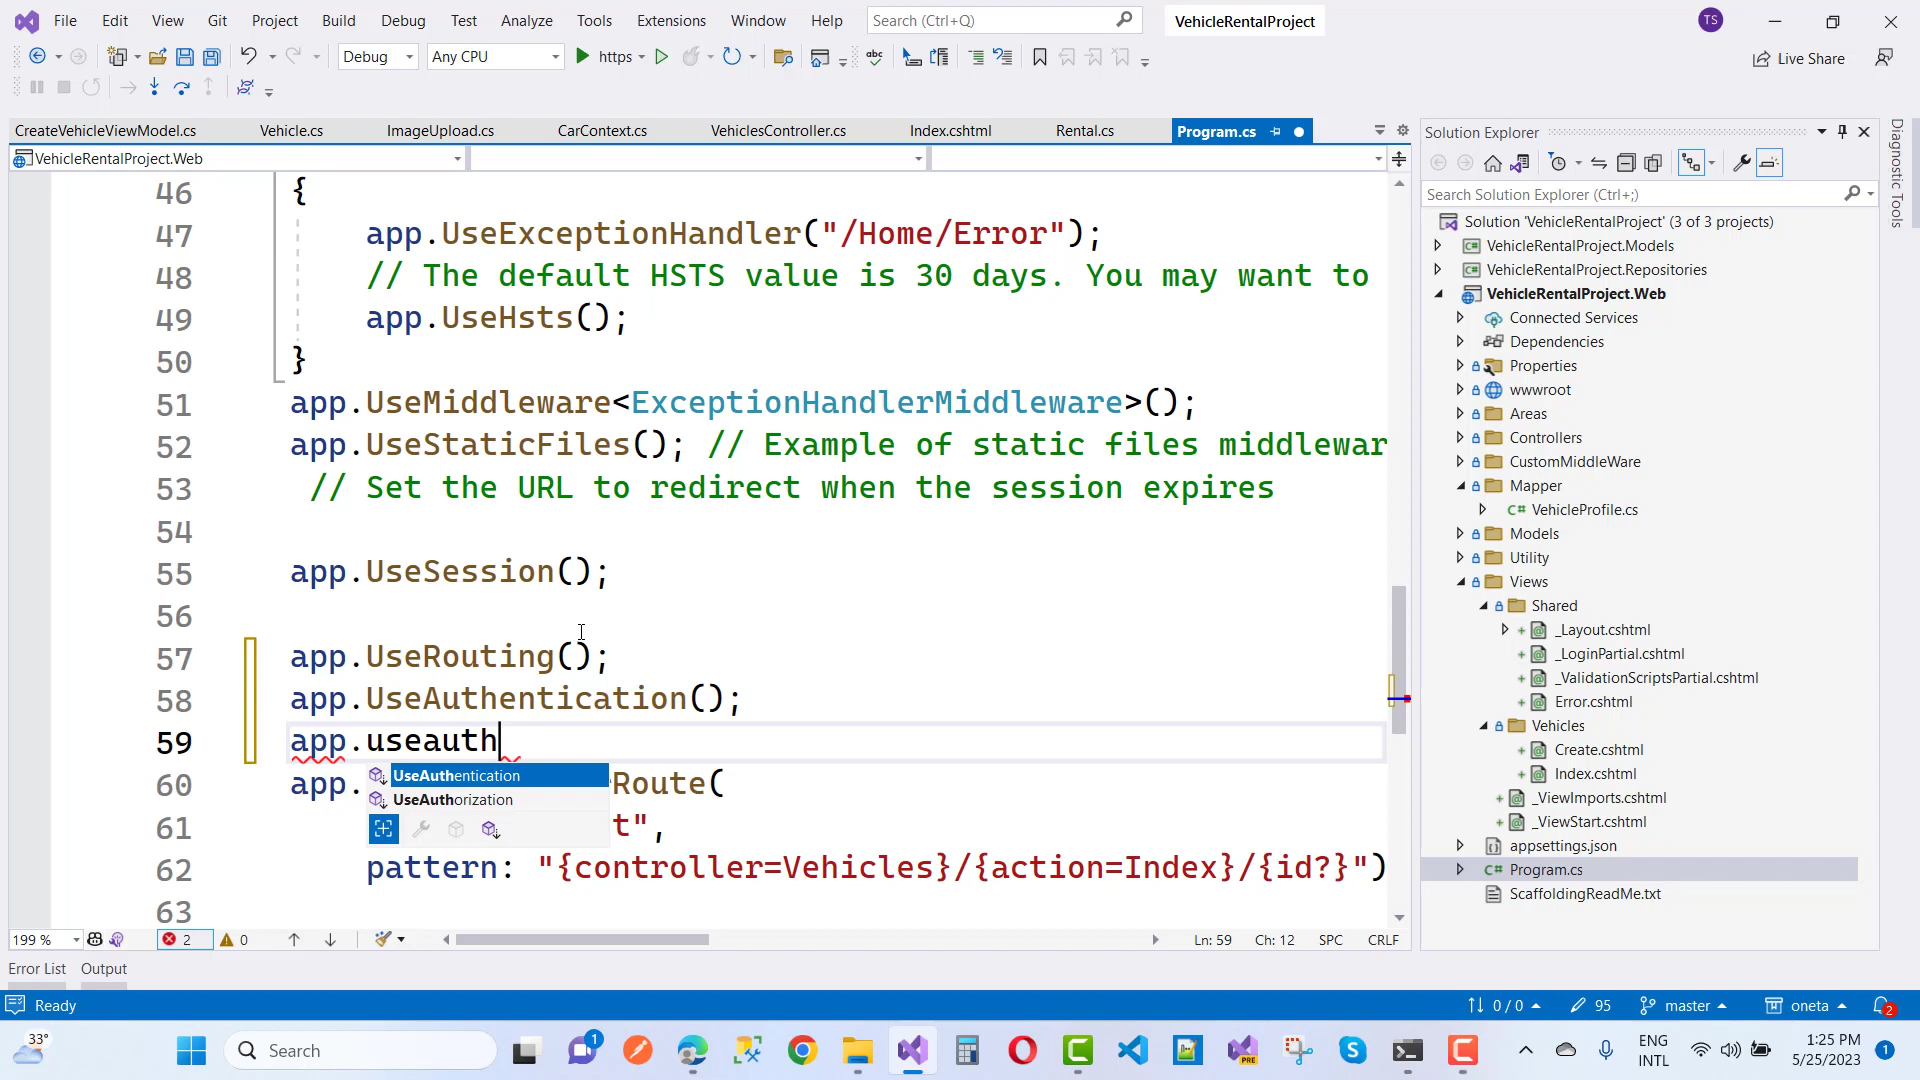 File Edit View Git Project Build Debug Test Analyze Tools Extensions Window Help Search (Ctrl+Q) VehicleRentalProject TS
Debug Any CPU https Live Share
CreateVehicleViewModel.cs Vehicle.cs ImageUpload.cs CarContext.cs VehiclesController.cs Index.cshtml Rental.cs Program.cs
VehicleRentalProject.Web
46 {
47 app.UseExceptionHandler("/Home/Error");
48 // The default HSTS value is 30 days. You may want to
49 app.UseHsts();
50 }
51 app.UseMiddleware<ExceptionHandlerMiddleware>();
52 app.UseStaticFiles(); // Example of static files middlewar
53 // Set the URL to redirect when the session expires
54
55 app.UseSession();
56
57 app.UseRouting();
58 app.UseAuthentication();
59 app.useauth
UseAuthentication
UseAuthorization
60 app. Route(
61 t",
62 pattern: "{controller=Vehicles}/{action=Index}/{id?}")
63
199 % 2 0 Ln: 59 Ch: 12 SPC CRLF
Solution Explorer
Search Solution Explorer (Ctrl+;)
Solution 'VehicleRentalProject' (3 of 3 projects)
VehicleRentalProject.Models
VehicleRentalProject.Repositories
VehicleRentalProject.Web
Connected Services
Dependencies
Properties
wwwroot
Areas
Controllers
CustomMiddleWare
Mapper
C# VehicleProfile.cs
Models
Utility
Views
Shared
_Layout.cshtml
_LoginPartial.cshtml
_ValidationScriptsPartial.cshtml
Error.cshtml
Vehicles
Create.cshtml
Index.cshtml
_ViewImports.cshtml
_ViewStart.cshtml
appsettings.json
C# Program.cs
ScaffoldingReadMe.txt
Diagnostic Tools
Error List Output
Ready 0 / 0 95 master oneta 2
33° Search 1 PRE ENG INTL 1:25 PM 5/25/2023 1